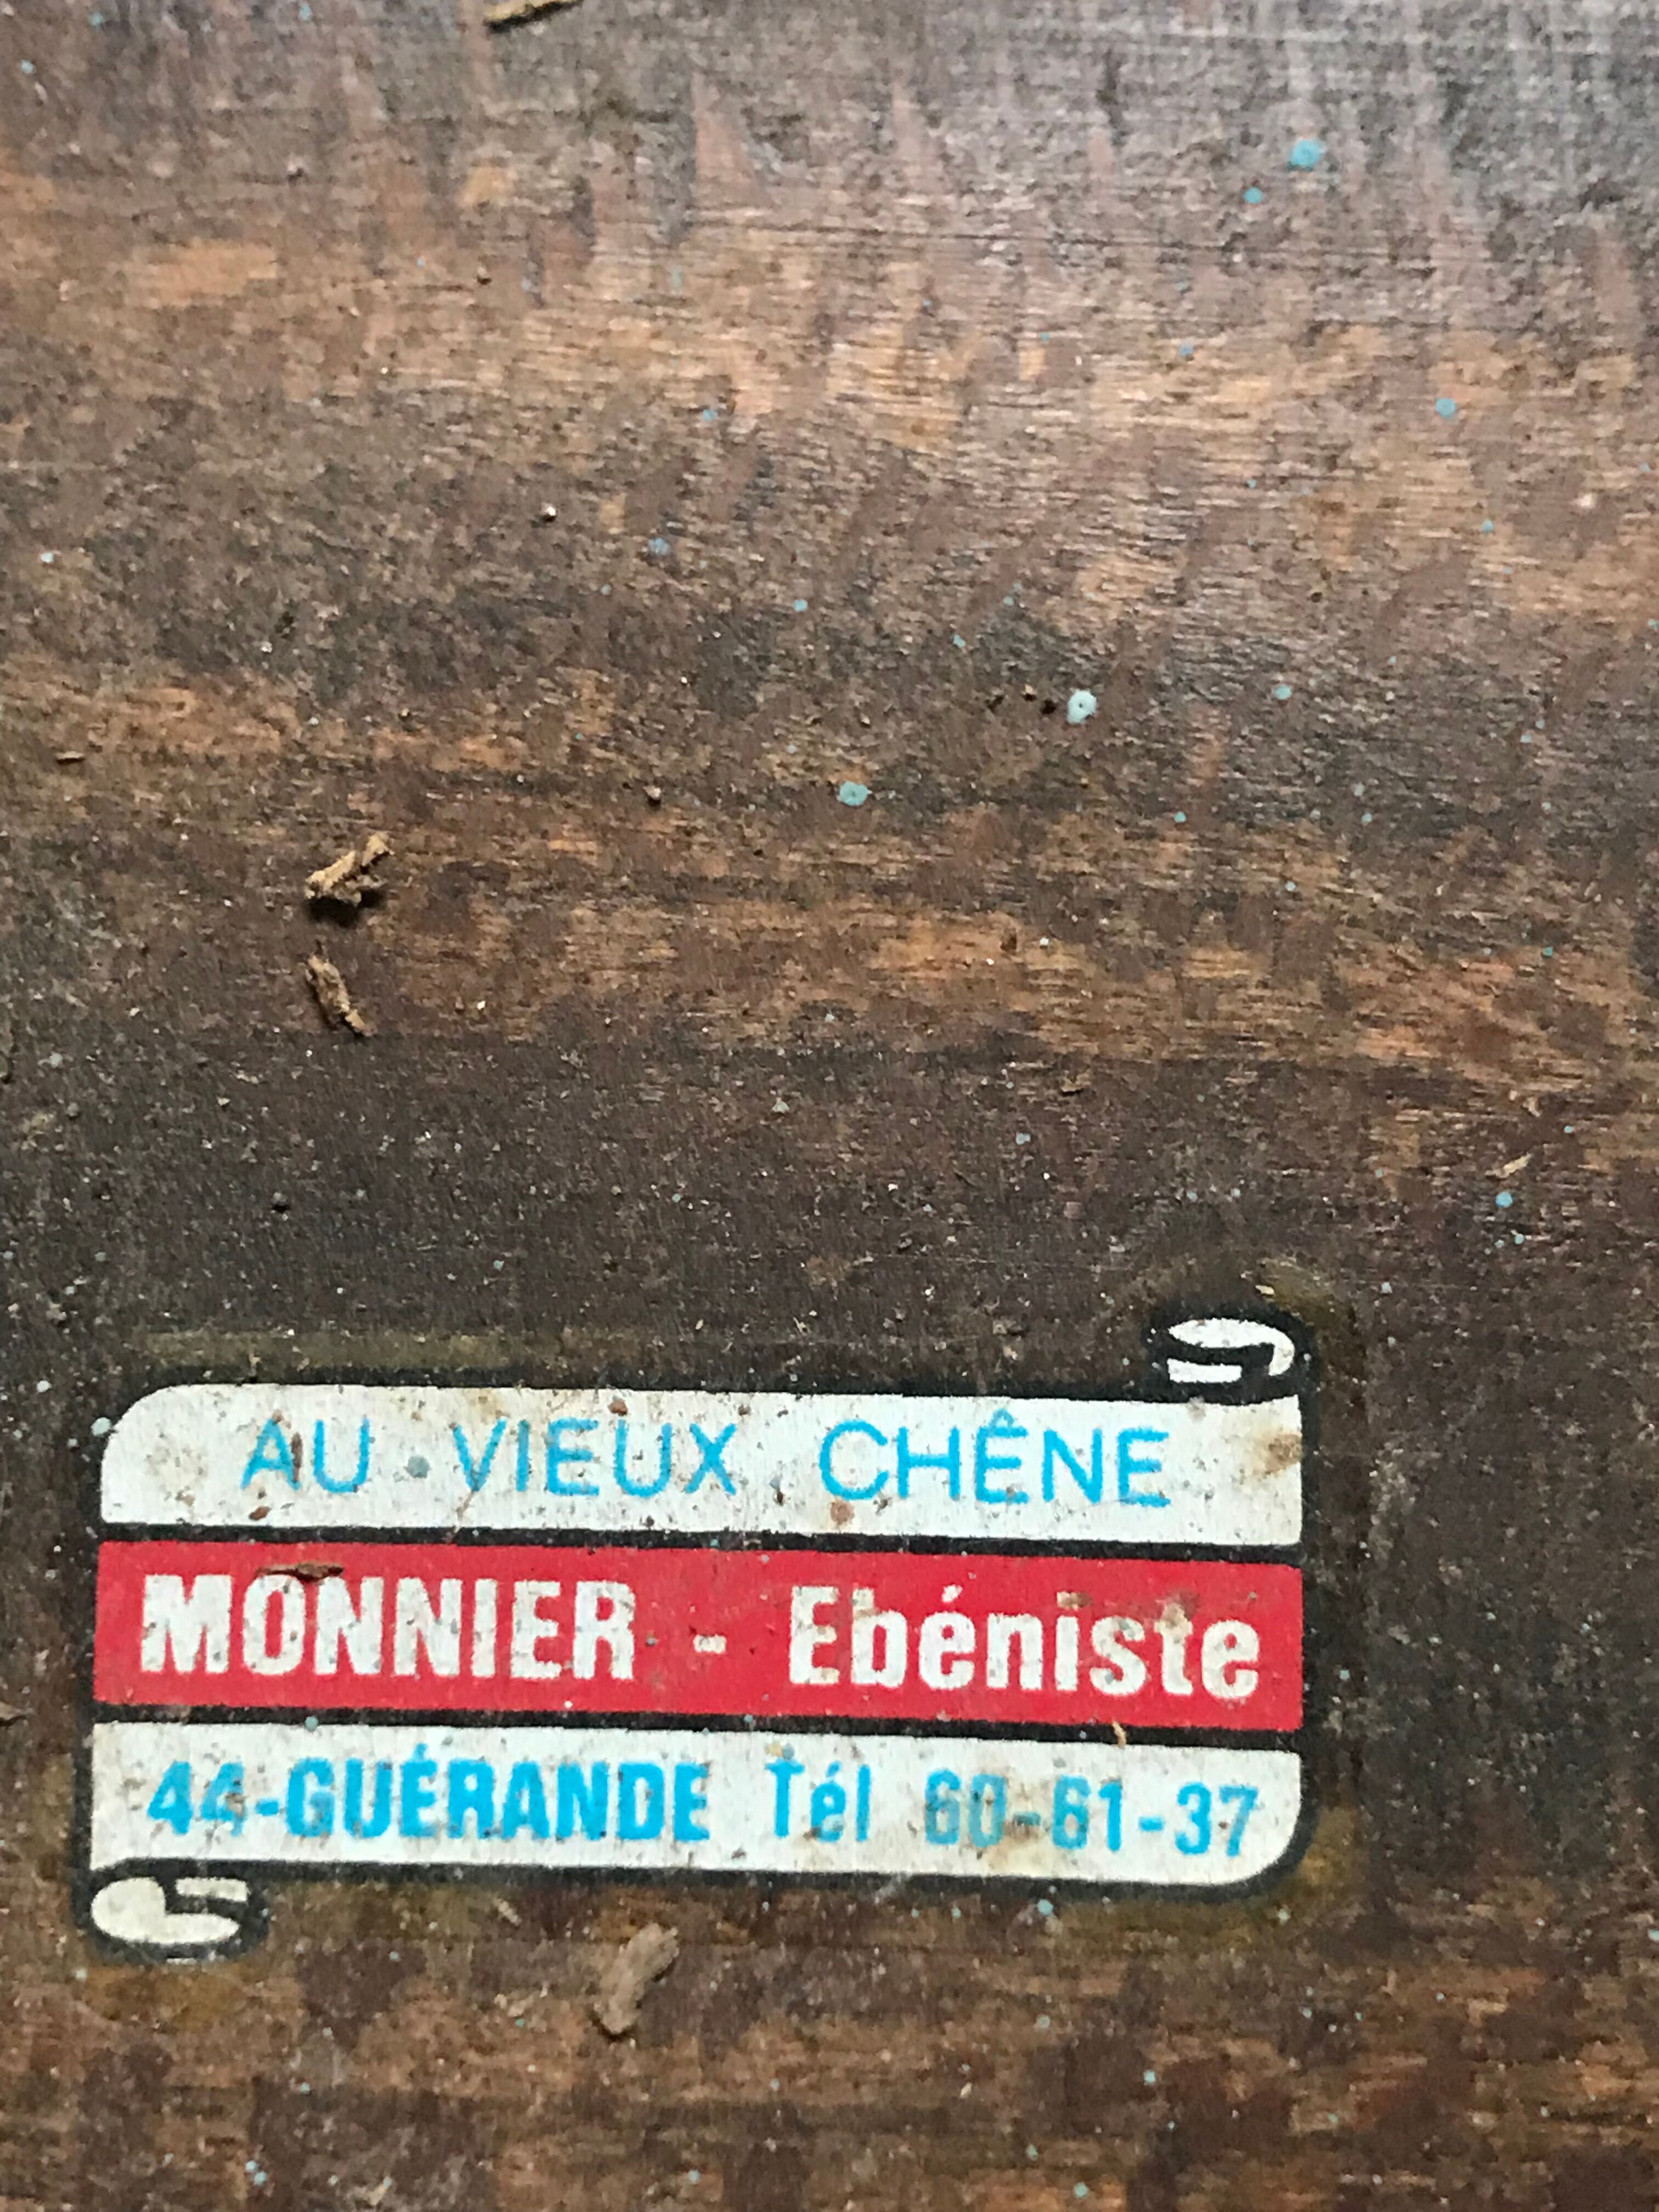 AU VIEUX CHÊNE
MONNIER - Ebéniste
44-GUÉRANDE Tél 60-61-37